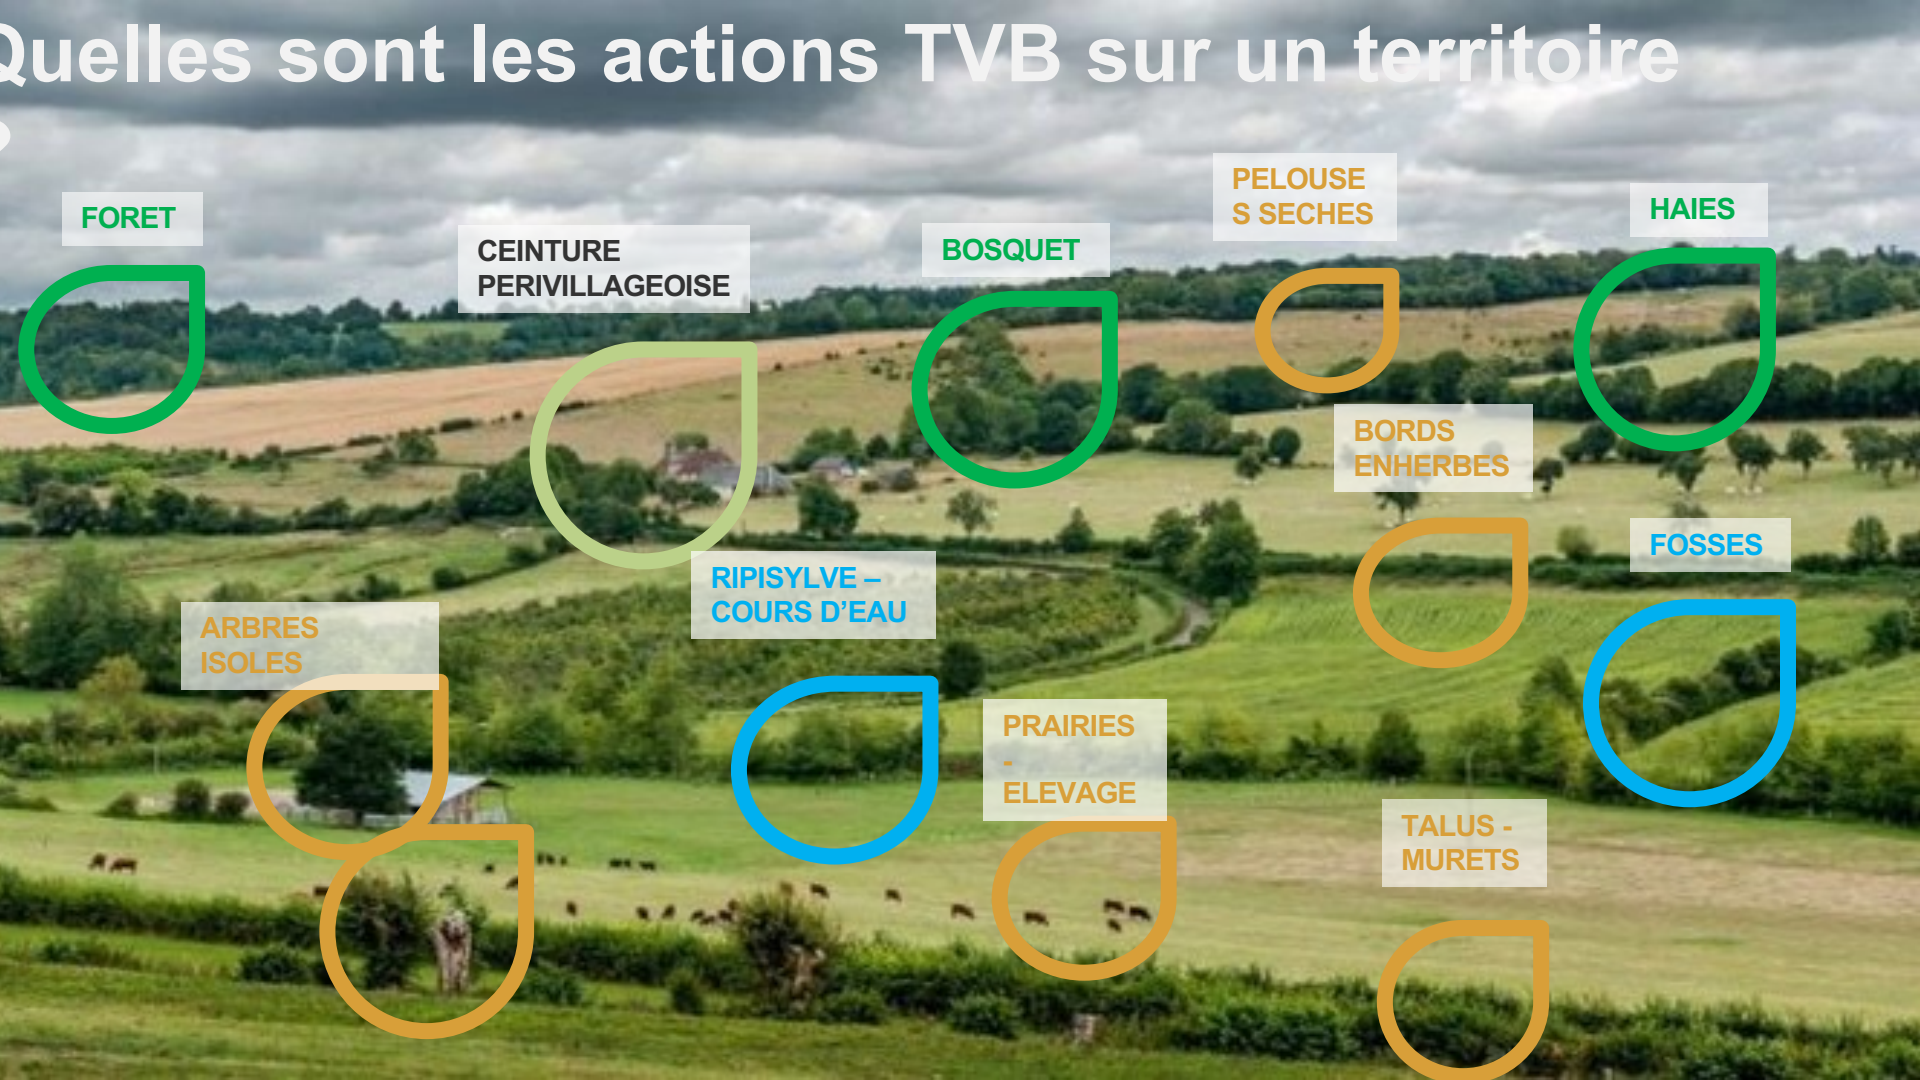 Quelles sont les actions TVB sur un territoire
?
FORET
CEINTURE
PERIVILLAGEOISE
BOSQUET
PELOUSE
S SECHES
HAIES
BORDS
ENHERBES
FOSSES
RIPISYLVE –
COURS D’EAU
ARBRES
ISOLES
PRAIRIES
-
ELEVAGE
TALUS -
MURETS